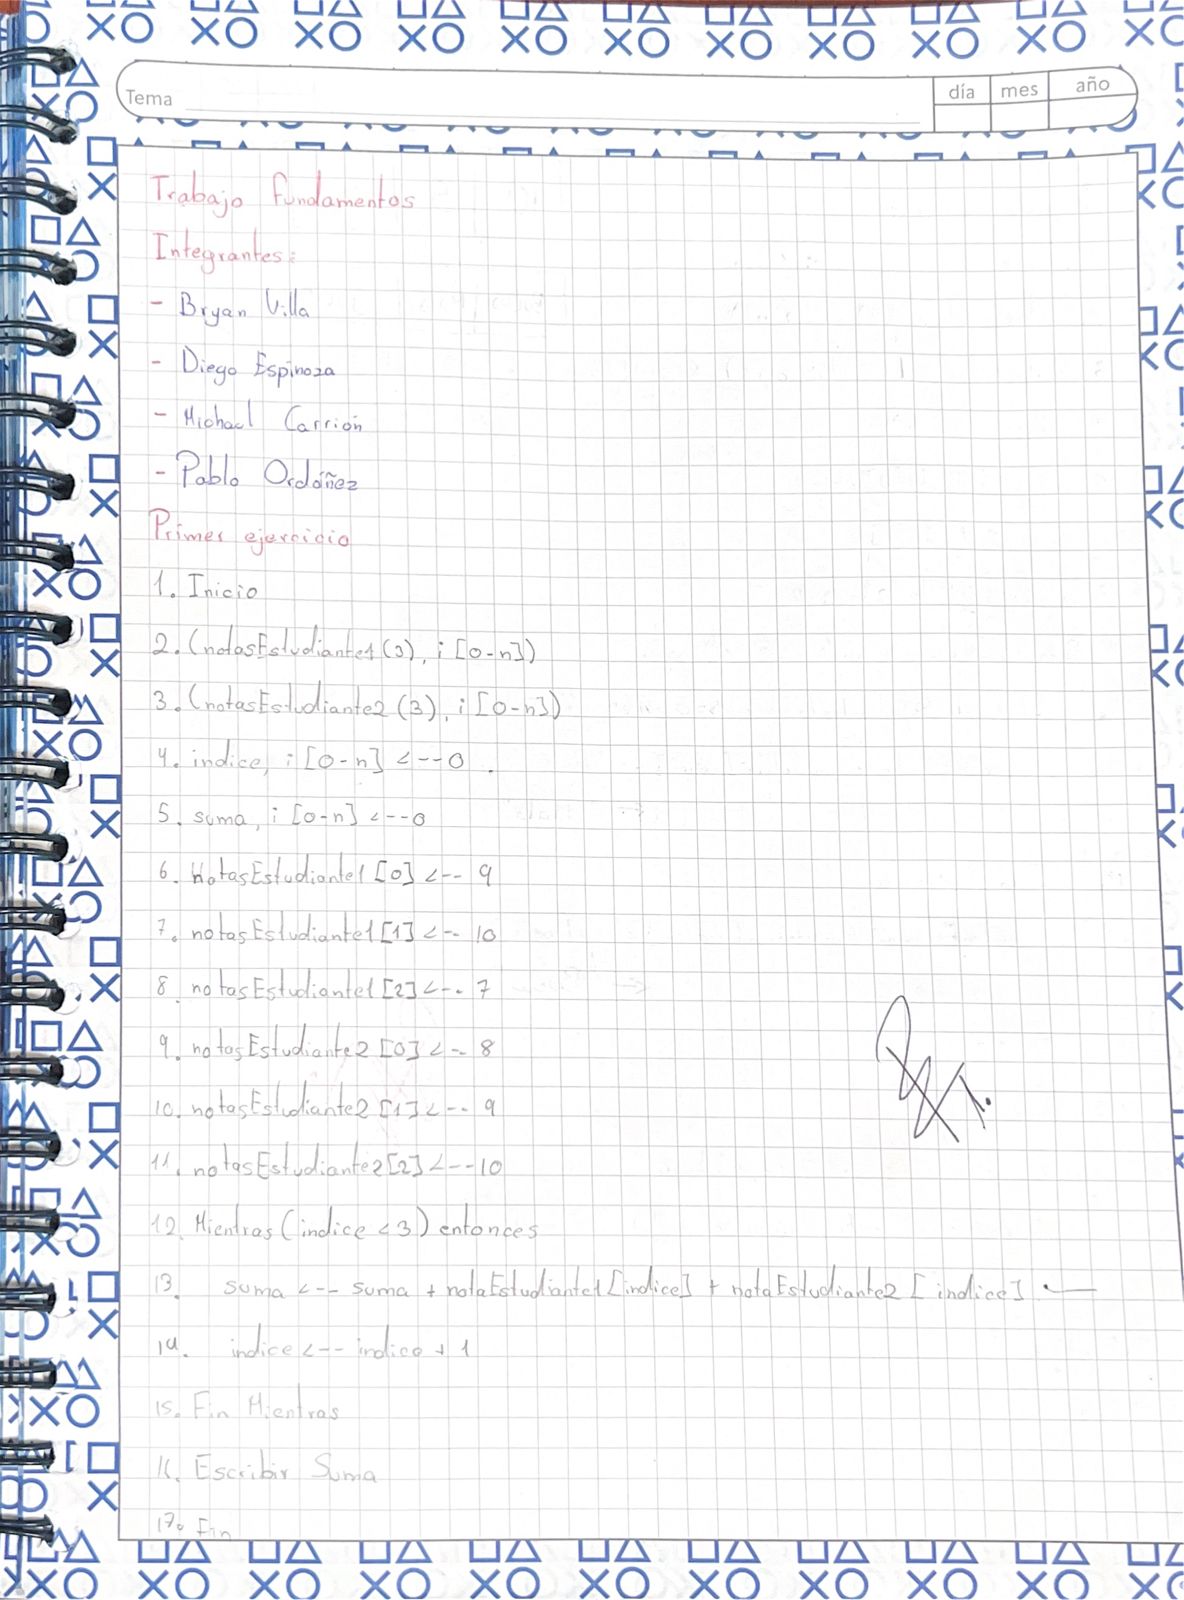 Tema
día mes año
Trabajo Fundamentos
Integrantes:
- Bryan Villa
- Diego Espinoza
- Michael Carrión
- Pablo Ordóñez
Primer ejercicio
1. Inicio
2. (notasEstudiante1 (3), i [0-n])
3. (notasEstudiante2 (3), i [0-n])
4. indice, i [0-n] <--0
5. suma, i [0-n] <--0
6. NotasEstudiante1 [0] <-- 9
7. notasEstudiante1 [1] <-- 10
8 notasEstudiante1 [2] <-- 7
9. notasEstudiante2 [0] <-- 8
10. notasEstudiante2 [1] <-- 9
11. notasEstudiante2 [2] <--10
12. Mientras (indice <3) entonces
13. suma <-- suma + notaEstudiante1 [indice] + notaEstudiante2 [indice]
14. indice <-- indice + 1
15. Fin Mientras
16. Escribir Suma
17. Fin